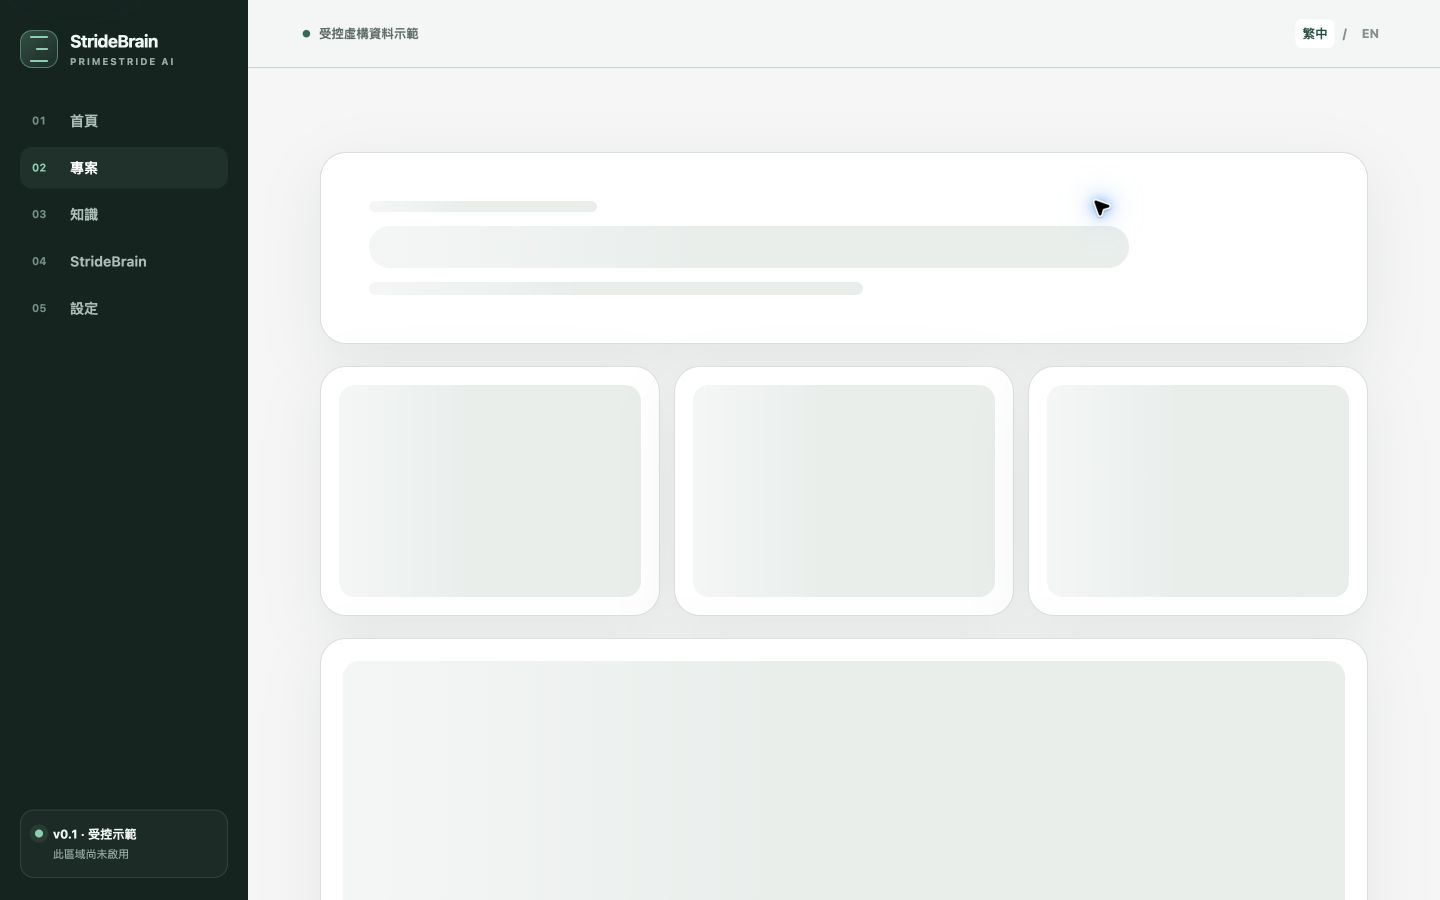 StrideBrain
PRIMESTRIDE AI
01 首頁
02 專案
03 知識
04 StrideBrain
05 設定
v0.1 · 受控示範
此區域尚未啟用
受控虛構資料示範
繁中 / EN